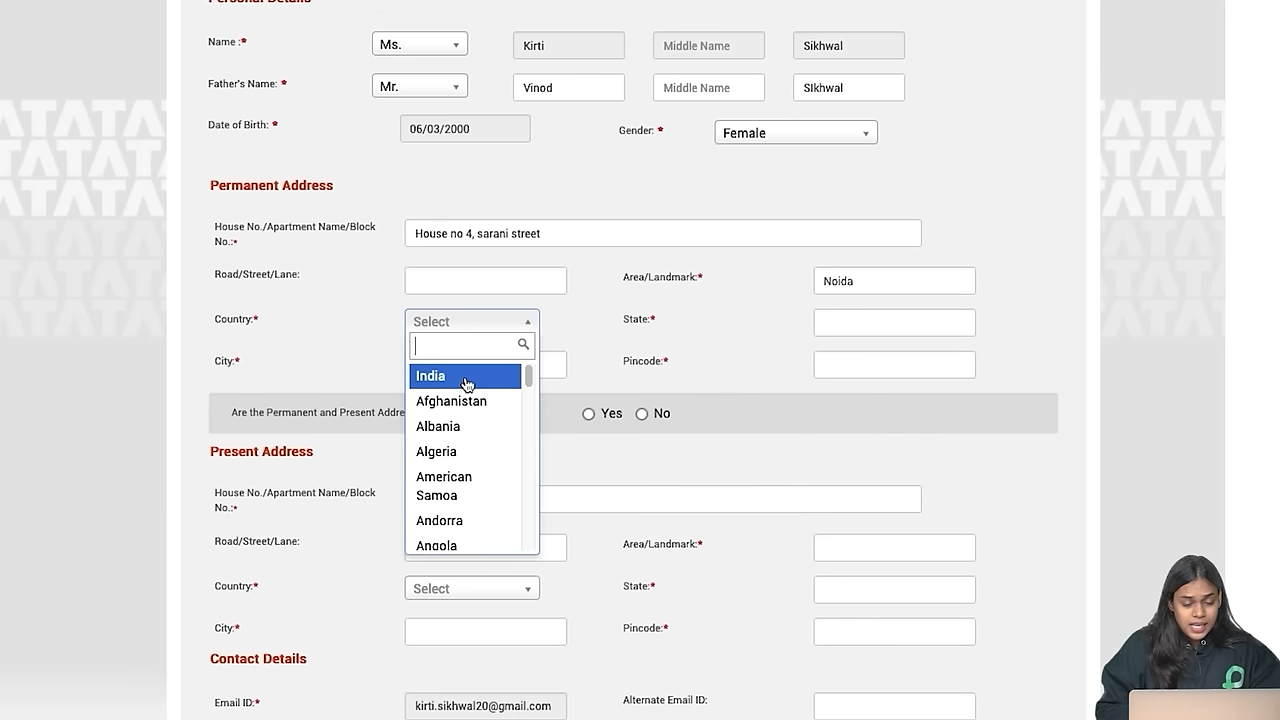 Personal Details
Name :*
Ms.
Kirti
Middle Name
Sikhwal
Father's Name: *
Mr.
Vinod
Middle Name
SIkhwal
Date of Birth: *
06/03/2000
Gender: *
Female
Permanent Address
House No./Apartment Name/Block
No.:*
House no 4, sarani street
Road/Street/Lane:
Area/Landmark:*
Noida
Country:*
Select
State:*
City:*
Pincode:*
India
Afghanistan
Albania
Algeria
American
Samoa
Andorra
Angola
Are the Permanent and Present Addre
Yes
No
Present Address
House No./Apartment Name/Block
No.:*
Road/Street/Lane:
Area/Landmark:*
Country:*
Select
State:*
City:*
Pincode:*
Contact Details
Email ID:*
kirti.sikhwal20@gmail.com
Alternate Email ID: